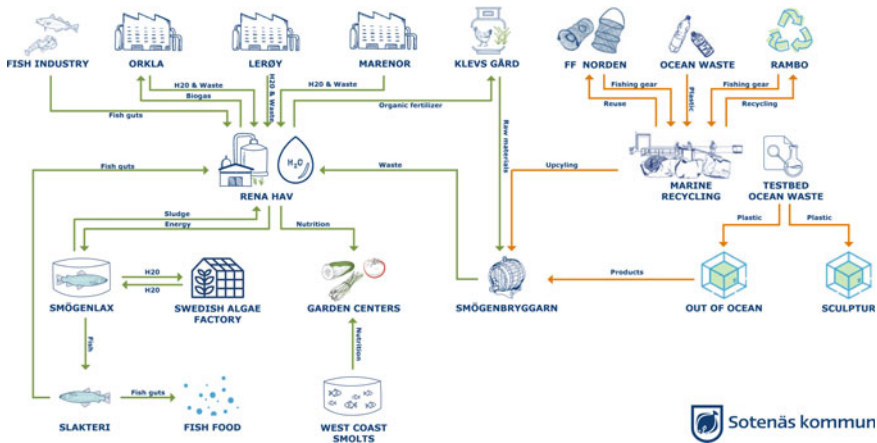 FISH INDUSTRY
ORKLA
LERØY
MARENOR
KLEVS GÅRD
FF NORDEN
OCEAN WASTE
RAMBO
H2O & Waste
Biogas
H2O & Waste
H2O & Waste
Fish guts
Organic fertilizer
Fishing gear
Reuse
Plastic
Fishing gear
Recycling
Raw materials
H2O
Fish guts
Waste
Upcyling
RENA HAV
MARINE
RECYCLING
TESTBED
OCEAN WASTE
Sludge
Energy
Nutrition
Plastic
Plastic
H20
H20
Products
SMÖGENLAX
SWEDISH ALGAE
FACTORY
GARDEN CENTERS
SMÖGENBRYGGARN
OUT OF OCEAN
SCULPTUR
Fish
Nutrition
Fish guts
SLAKTERI
FISH FOOD
WEST COAST
SMOLTS
Sotenäs kommun